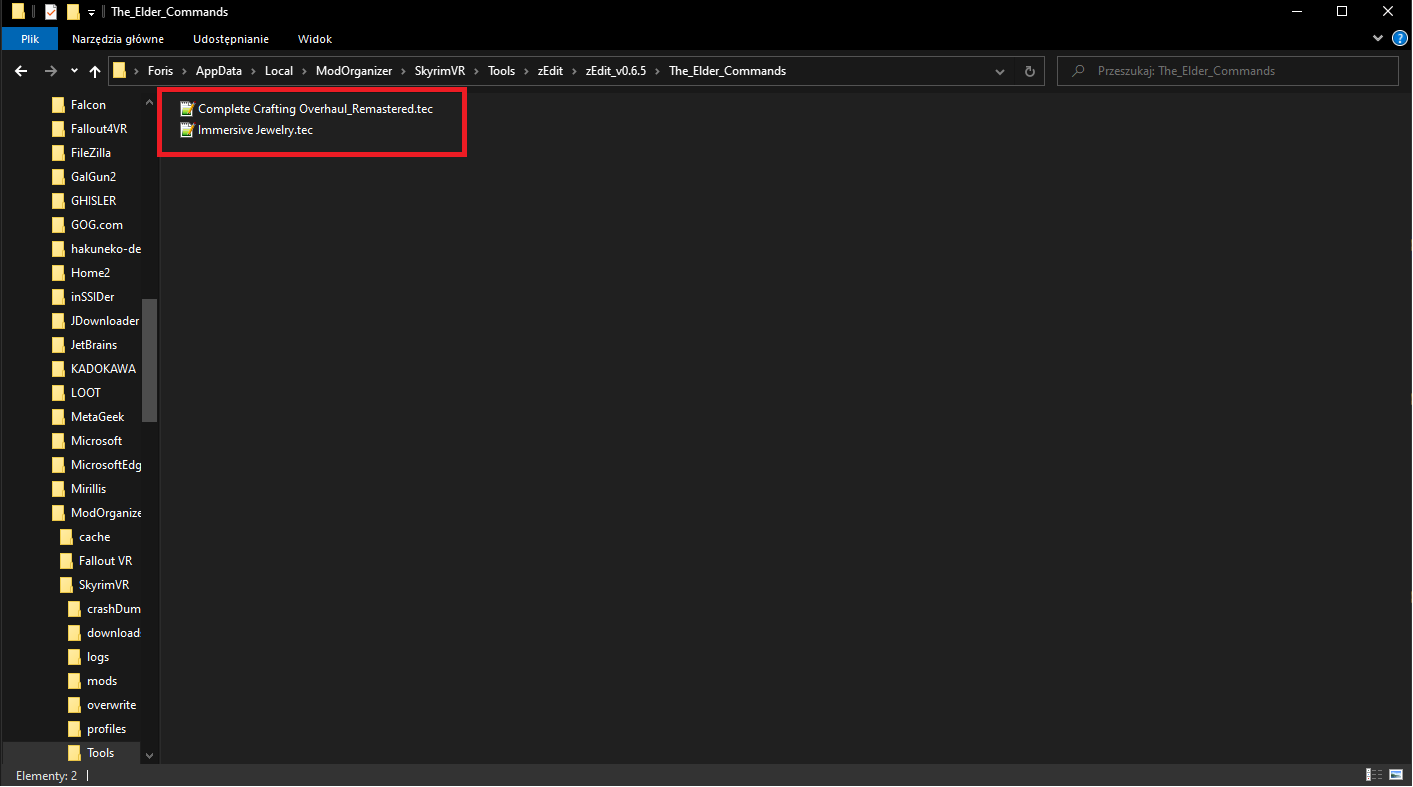 The_Elder_Commands
Plik Narzędzia główne Udostępnianie Widok
Foris AppData Local ModOrganizer SkyrimVR Tools zEdit zEdit_v0.6.5 The_Elder_Commands
Przeszukaj: The_Elder_Commands
Falcon
Fallout4VR
FileZilla
GalGun2
GHISLER
GOG.com
hakuneko-de
Home2
inSSIDer
JDownloader
JetBrains
KADOKAWA
LOOT
MetaGeek
Microsoft
MicrosoftEdg
Mirillis
ModOrganize
cache
Fallout VR
SkyrimVR
crashDum
downloads
logs
mods
overwrite
profiles
Tools
Complete Crafting Overhaul_Remastered.tec
Immersive Jewelry.tec
Elementy: 2